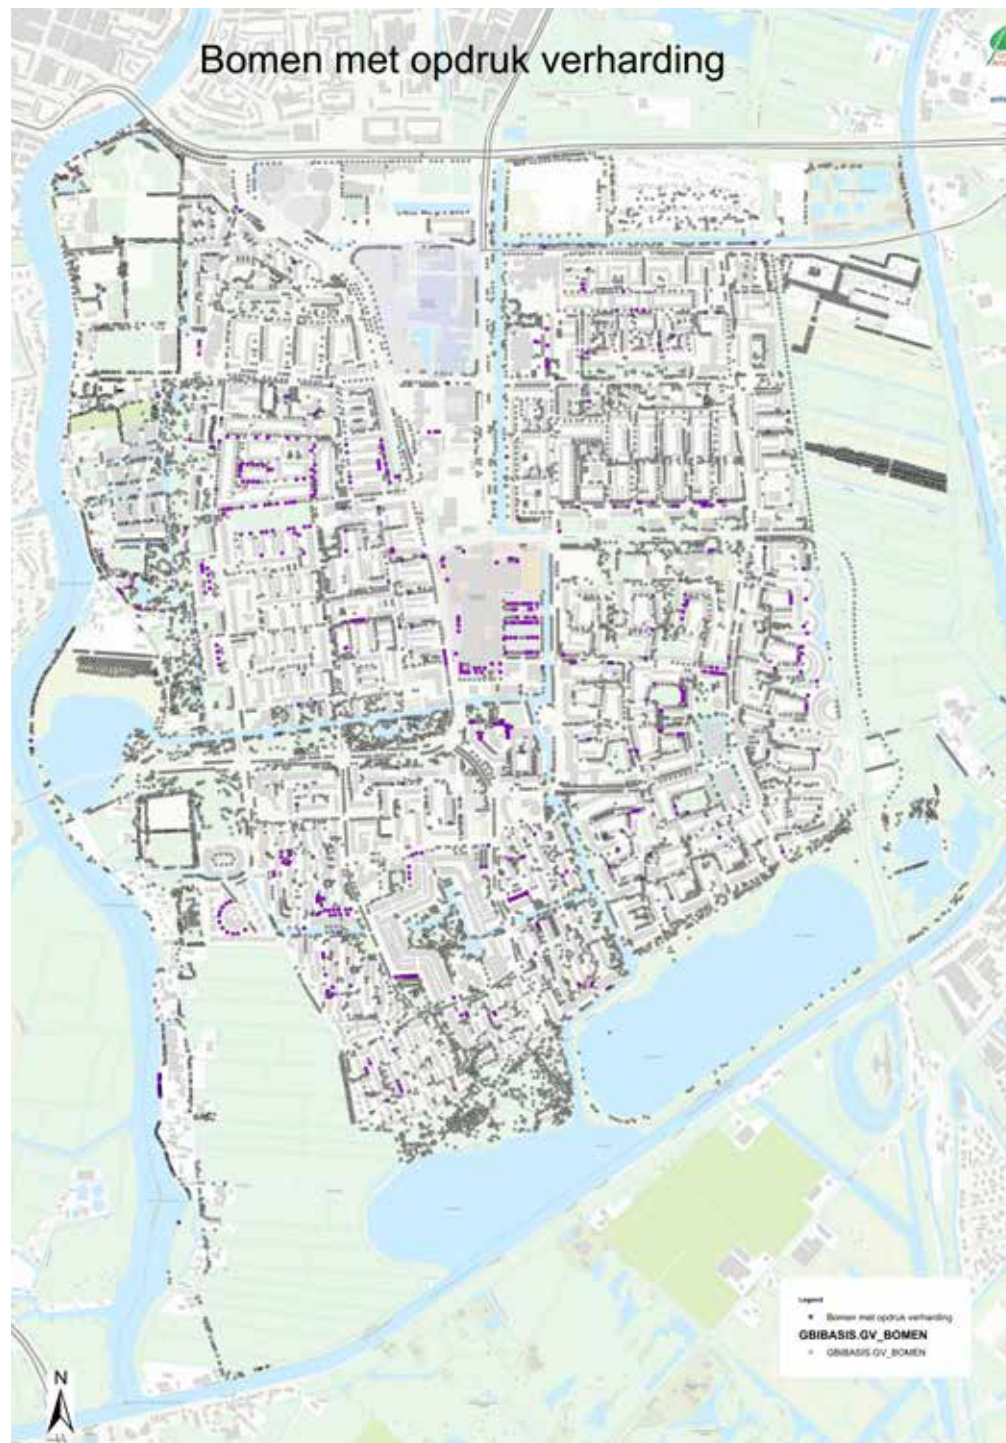 Bomen met opdruk verharding
Legend
Bomen met opdruk verharding
GBIBASIS.GV_BOMEN
GBIBASIS.GV_BOMEN
N